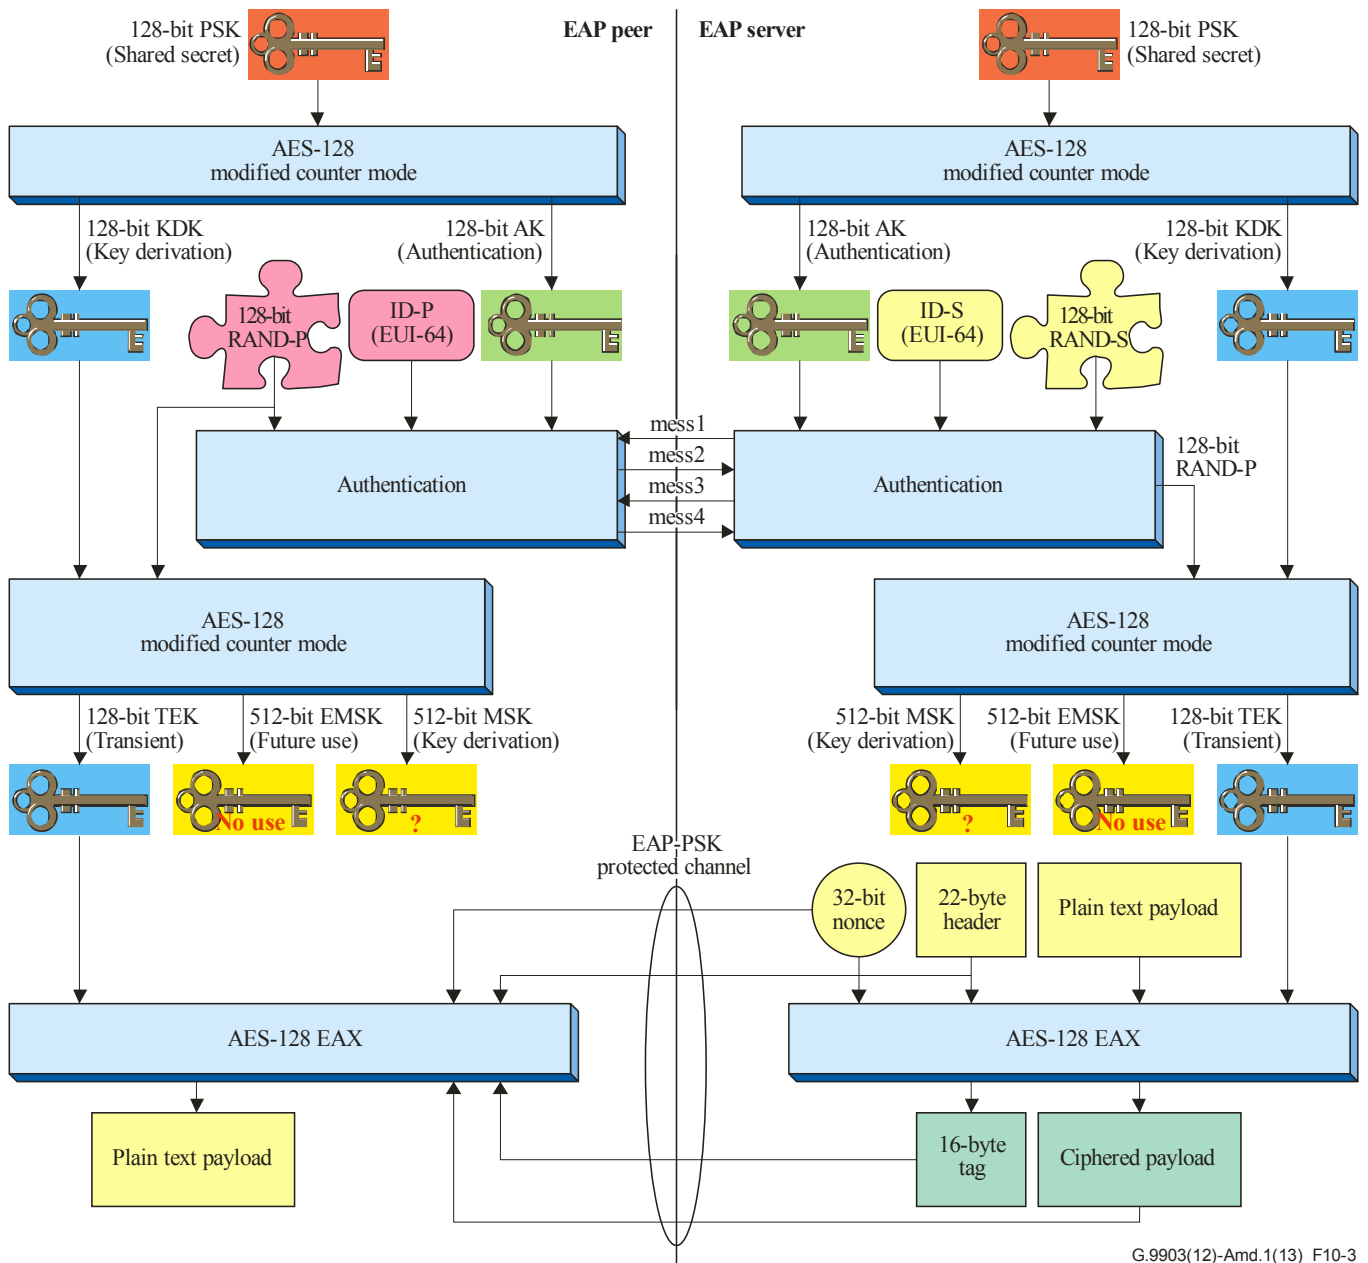 128-bit PSK
(Shared secret)
EAP peer
EAP server
128-bit PSK
(Shared secret)
AES-128
modified counter mode
AES-128
modified counter mode
128-bit KDK
(Key derivation)
128-bit AK
(Authentication)
128-bit AK
(Authentication)
128-bit KDK
(Key derivation)
128-bit
RAND-P
ID-P
(EUI-64)
ID-S
(EUI-64)
128-bit
RAND-S
mess1
mess2
mess3
mess4
Authentication
Authentication
128-bit
RAND-P
AES-128
modified counter mode
AES-128
modified counter mode
128-bit TEK
(Transient)
512-bit EMSK
(Future use)
512-bit MSK
(Key derivation)
512-bit MSK
(Key derivation)
512-bit EMSK
(Future use)
128-bit TEK
(Transient)
No use
?
?
No use
EAP-PSK
protected channel
32-bit
nonce
22-byte
header
Plain text payload
AES-128 EAX
AES-128 EAX
Plain text payload
16-byte
tag
Ciphered payload
G.9903(12)-Amd.1(13)_F10-3